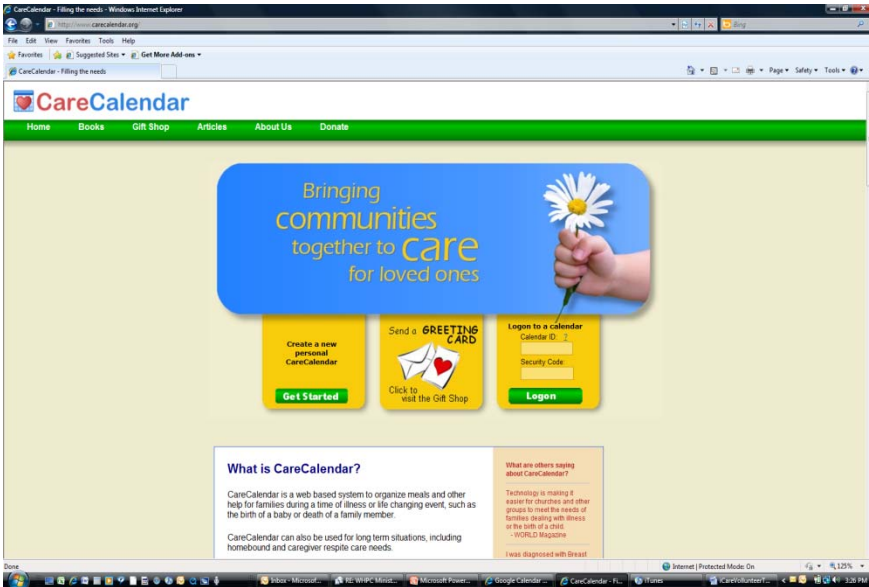 CareCalendar - Filling the needs - Windows Internet Explorer
http://www.carecalendar.org/
Bing
File Edit View Favorites Tools Help
Favorites Suggested Sites Get More Add-ons
CareCalendar - Filling the needs
Page Safety Tools
CareCalendar
Home Books Gift Shop Articles About Us Donate
Bringing
communities
together to care
for loved ones
Create a new
personal
CareCalendar
Get Started
Send a GREETING
CARD
Click to
visit the Gift Shop
Logon to a calendar
Calendar ID: ?
Security Code:
Logon
What is CareCalendar?
CareCalendar is a web based system to organize meals and other
help for families during a time of illness or life changing event, such as
the birth of a baby or death of a family member.
CareCalendar can also be used for long term situations, including
homebound and caregiver respite care needs.
What are others saying
about CareCalendar?
Technology is making it
easier for churches and other
groups to meet the needs of
families dealing with illness
or the birth of a child.
- WORLD Magazine
I was diagnosed with Breast
Done
Internet | Protected Mode: On
125%
Inbox - Microsof...
RE: WHPC Minist...
Microsoft Power...
Google Calendar ...
CareCalendar - Fi...
iTunes
iCareVolunteerT...
3:26 PM